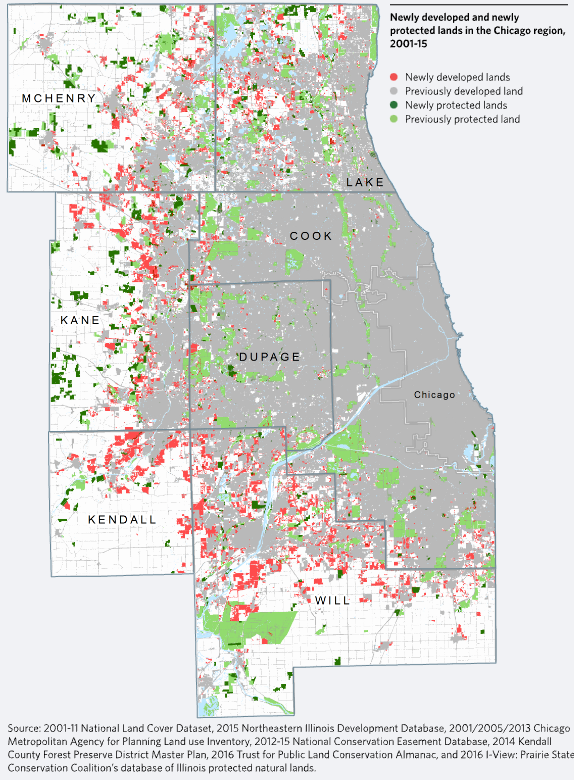 Newly developed and newly
protected lands in the Chicago region,
2001-15
Newly developed lands
Previously developed land
Newly protected lands
Previously protected land
MCHENRY
LAKE
COOK
KANE
DUPAGE
Chicago
KENDALL
WILL
Source: 2001-11 National Land Cover Dataset, 2015 Northeastern Illinois Development Database, 2001/2005/2013 Chicago
Metropolitan Agency for Planning Land use Inventory, 2012-15 National Conservation Easement Database, 2014 Kendall
County Forest Preserve District Master Plan, 2016 Trust for Public Land Conservation Almanac, and 2016 I-View: Prairie State
Conservation Coalition's database of Illinois protected natural lands.